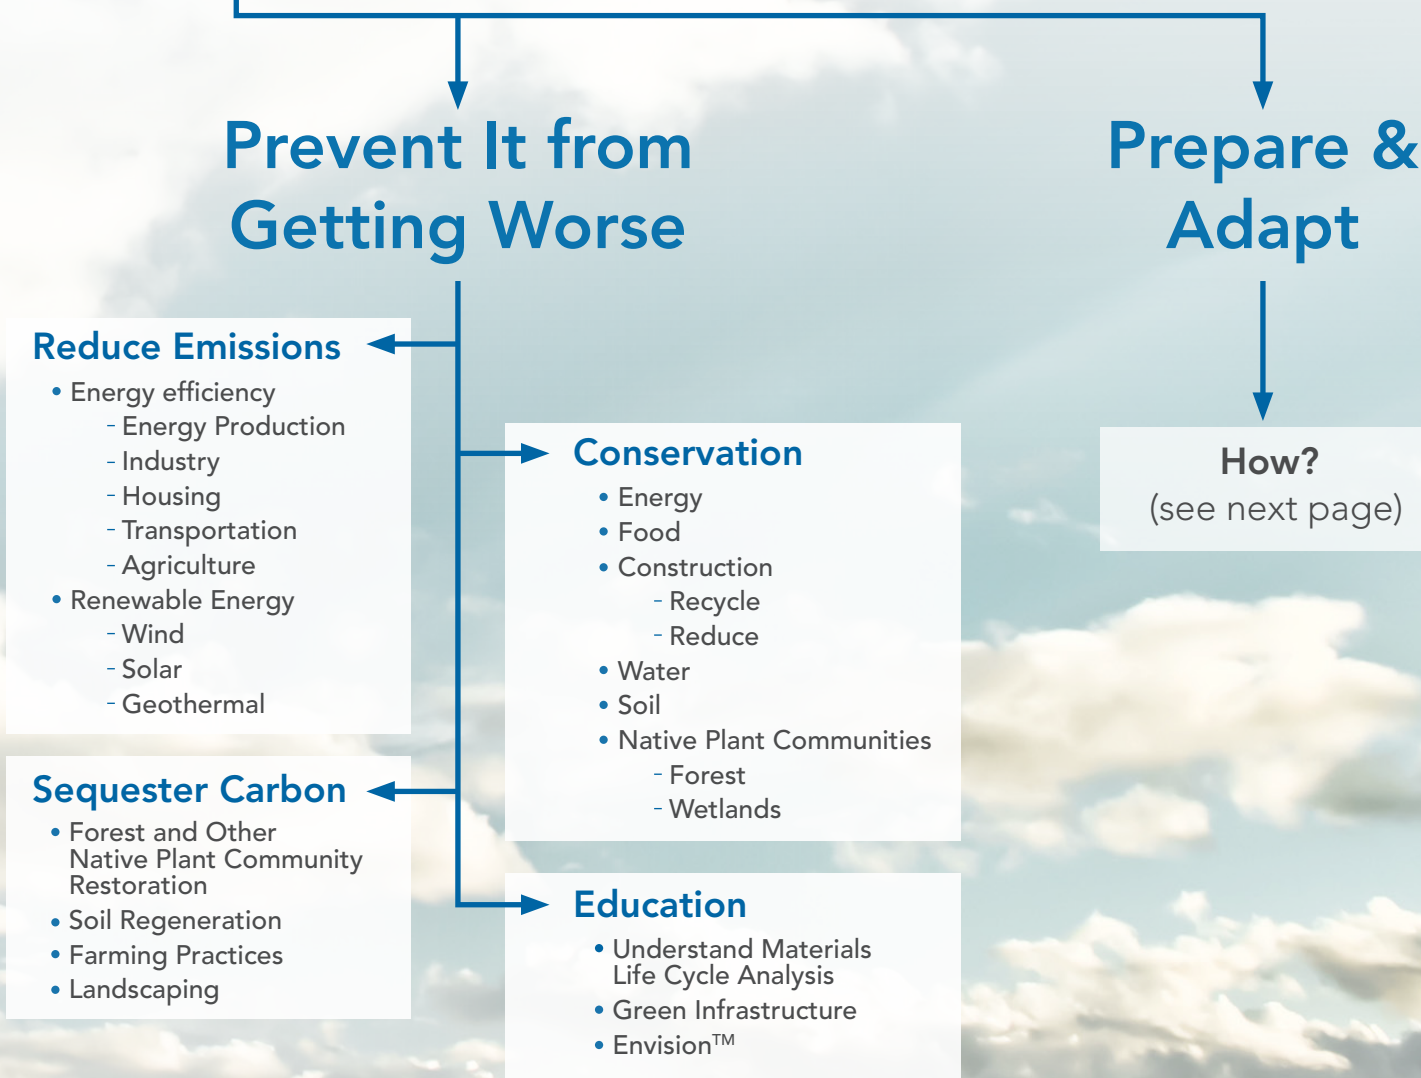 Prevent It from
Getting Worse
Prepare &
Adapt
Reduce Emissions
• Energy efficiency
- Energy Production
- Industry
- Housing
- Transportation
- Agriculture
• Renewable Energy
- Wind
- Solar
- Geothermal
Sequester Carbon
• Forest and Other
Native Plant Community
Restoration
• Soil Regeneration
• Farming Practices
• Landscaping
Conservation
• Energy
• Food
• Construction
- Recycle
- Reduce
• Water
• Soil
• Native Plant Communities
- Forest
- Wetlands
Education
• Understand Materials
Life Cycle Analysis
• Green Infrastructure
• Envision™
How?
(see next page)